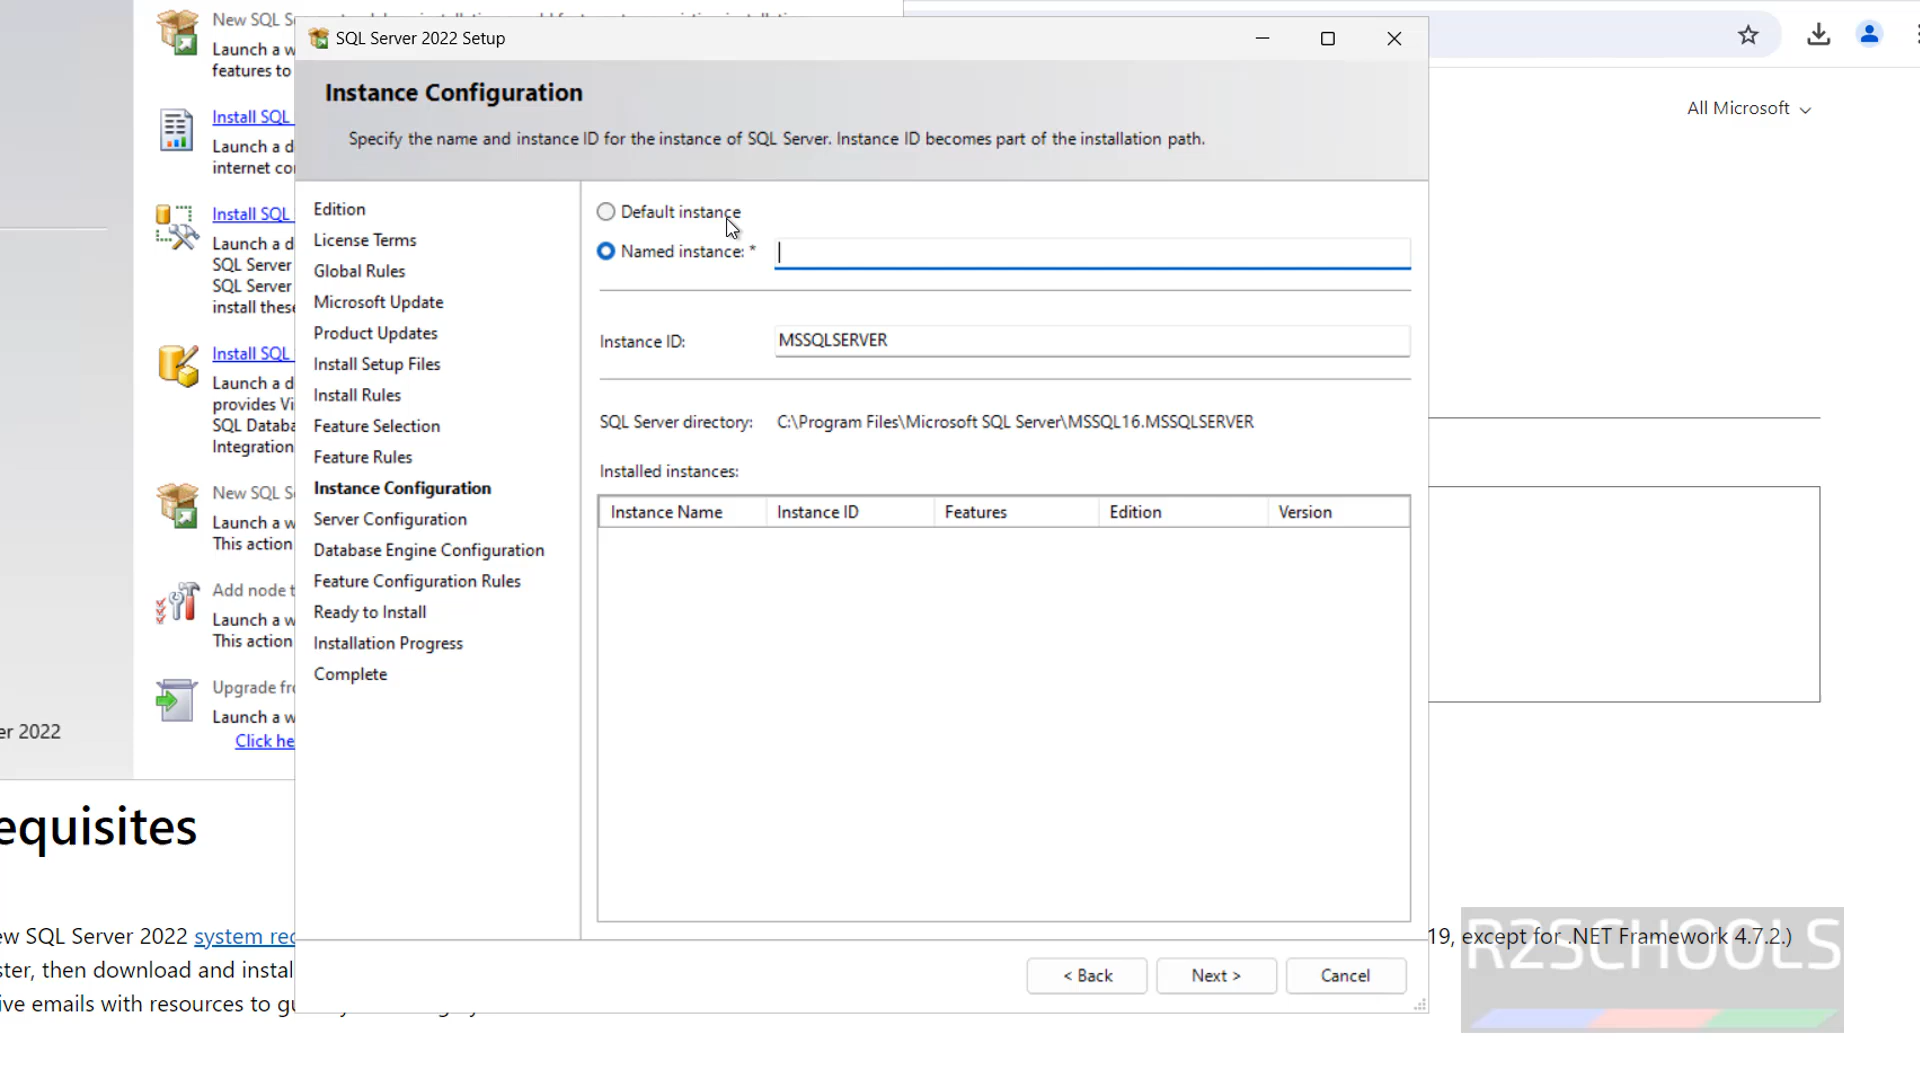 New SQL S
Launch a w
features to
Install SQL
Launch a d
internet co
Install SQL
Launch a d
SQL Server
SQL Server
install these
Install SQL
Launch a d
provides Vi
SQL Databa
Integration
New SQL Se
Launch a w
This action
Add node t
Launch a w
This action
Upgrade fro
Launch a w
Click he
er 2022
SQL Server 2022 Setup
Instance Configuration
Specify the name and instance ID for the instance of SQL Server. Instance ID becomes part of the installation path.
Edition
License Terms
Global Rules
Microsoft Update
Product Updates
Install Setup Files
Install Rules
Feature Selection
Feature Rules
Instance Configuration
Server Configuration
Database Engine Configuration
Feature Configuration Rules
Ready to Install
Installation Progress
Complete
Default instance
Named instance: *
Instance ID: MSSQLSERVER
SQL Server directory: C:\Program Files\Microsoft SQL Server\MSSQL16.MSSQLSERVER
Installed instances:
Instance Name Instance ID Features Edition Version
< Back Next > Cancel
All Microsoft
equisites
ew SQL Server 2022 system rec
19, except for .NET Framework 4.7.2.)
ster, then download and instal
ive emails with resources to gu
R2SCHOOLS